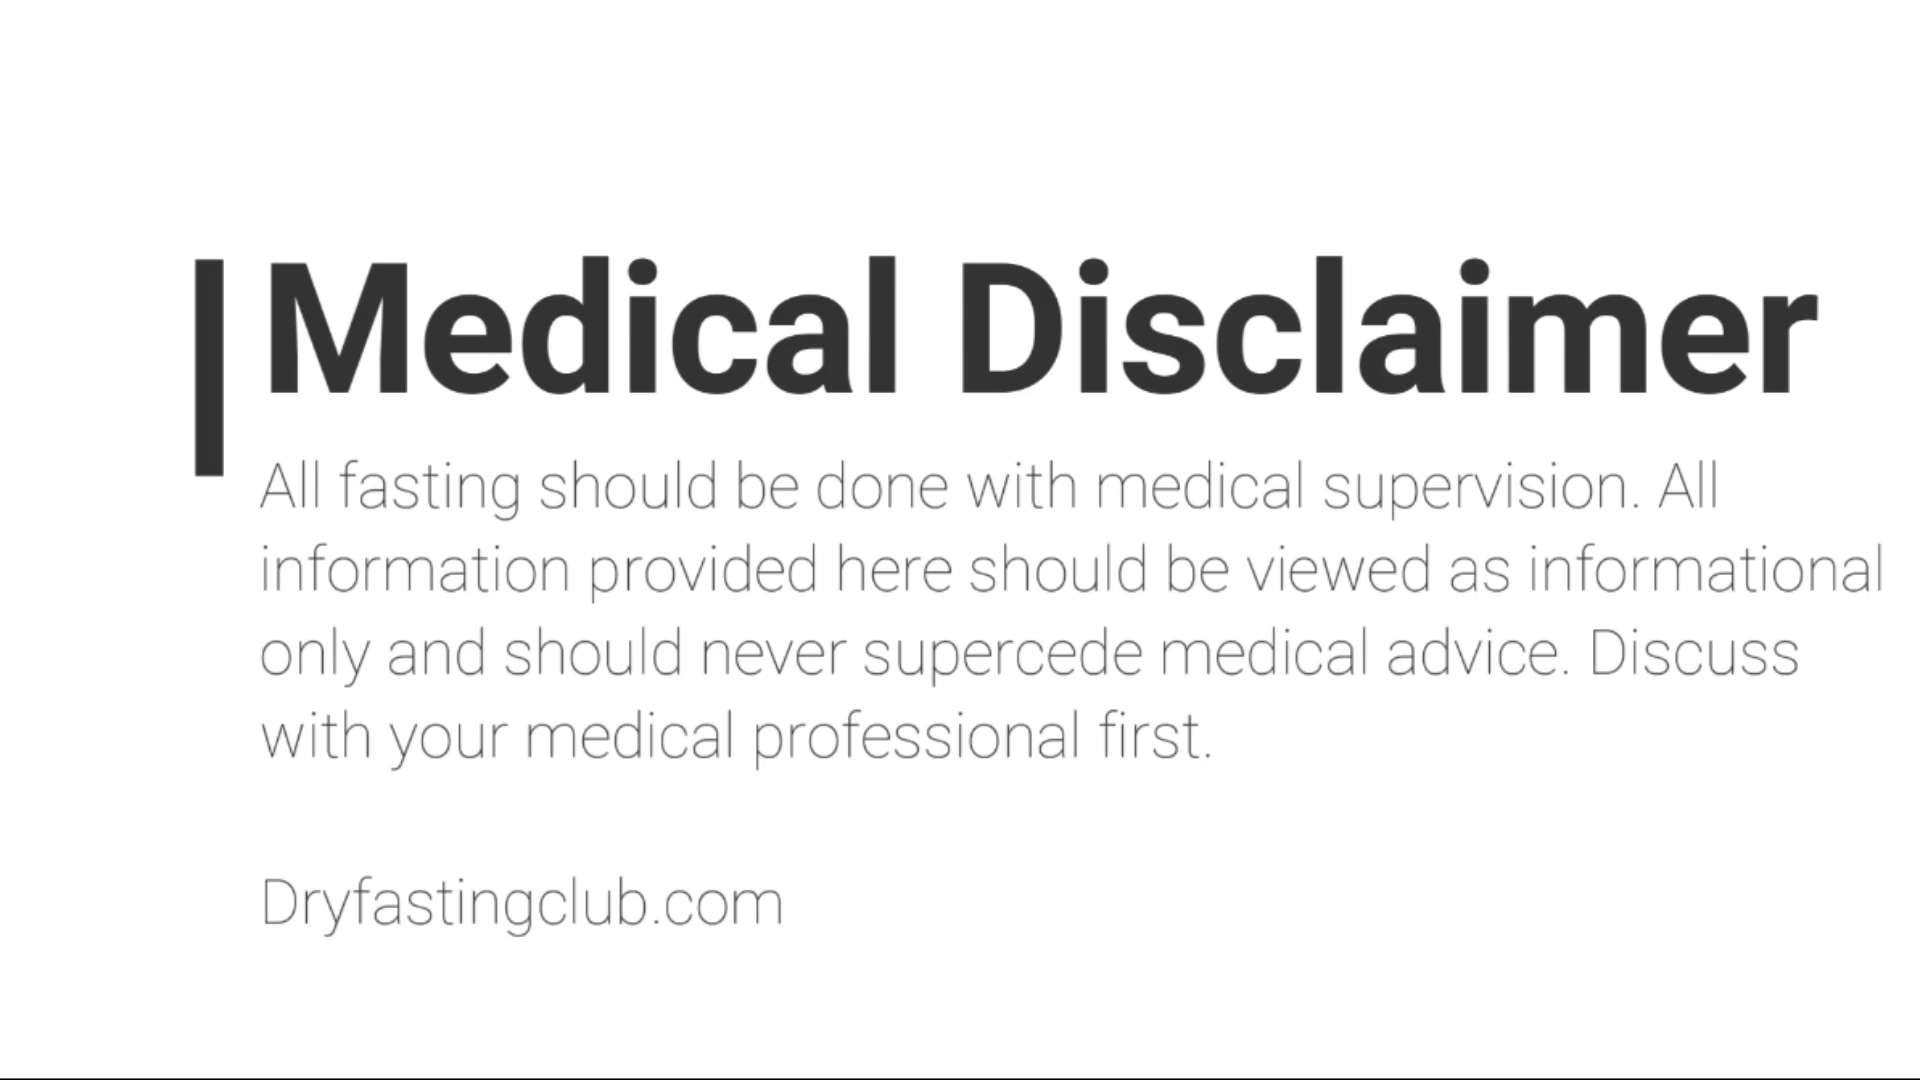 Medical Disclaimer
All fasting should be done with medical supervision. All
information provided here should be viewed as informational
only and should never supercede medical advice. Discuss
with your medical professional first.
Dryfastingclub.com